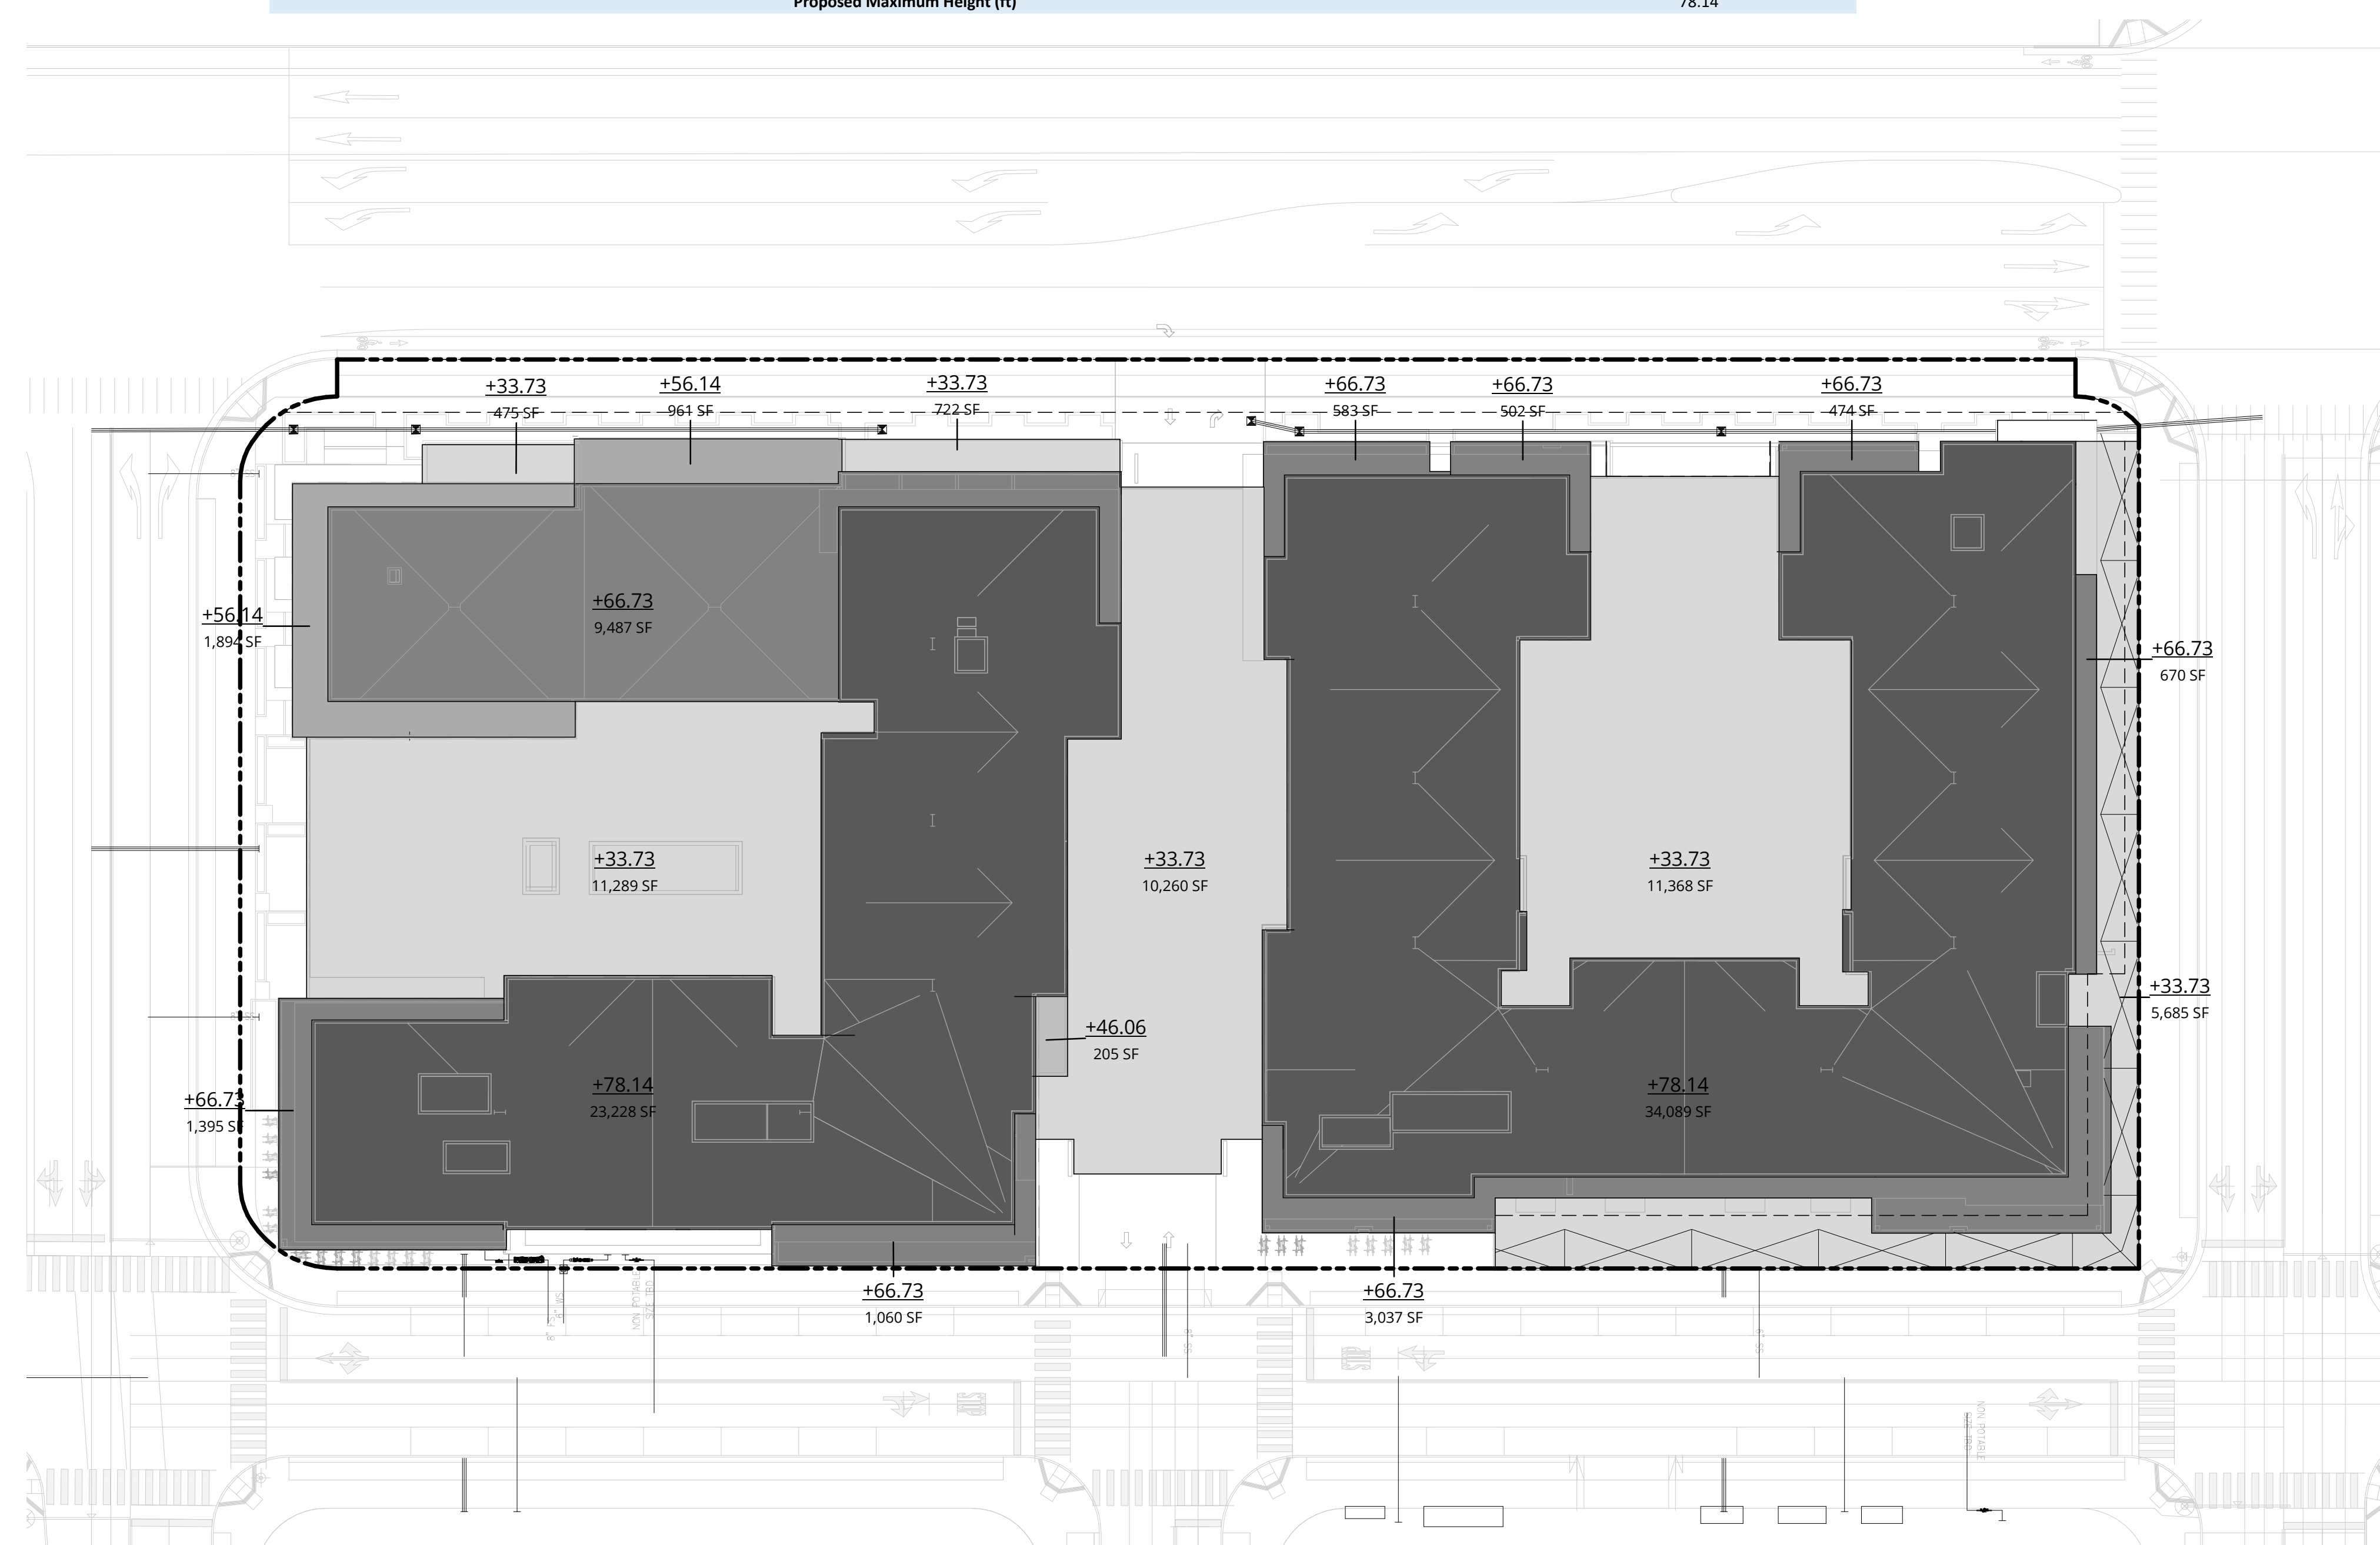 Proposed Maximum Height (ft) 78.14
+33.73
475 SF
+56.14
961 SF
+33.73
722 SF
+66.73
583 SF
+66.73
502 SF
+66.73
474 SF
+56.14
1,894 SF
+66.73
9,487 SF
+66.73
670 SF
+33.73
11,289 SF
+33.73
10,260 SF
+33.73
11,368 SF
+33.73
5,685 SF
+46.06
205 SF
+66.73
1,395 SF
+78.14
23,228 SF
+78.14
34,089 SF
+66.73
1,060 SF
+66.73
3,037 SF
NON POTABLE
SIZE TBD
STOP
NON POTABLE
SIZE TBD